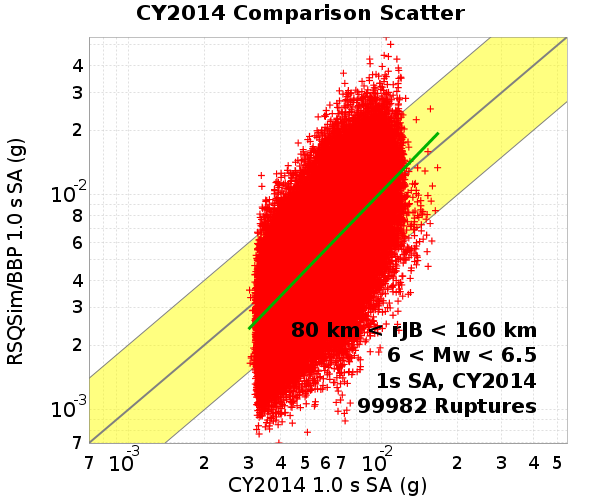 CY2014 Comparison Scatter
RSQSim/BBP 1.0 s SA (g)
4
3
2
10⁻²
8
6
4
3
2
10⁻³
7
80 km < rJB < 160 km
6 < Mw < 6.5
1s SA, CY2014
99982 Ruptures
7 10⁻³ 2 3 4 5 6 7 10⁻² 2 3 4 5
CY2014 1.0 s SA (g)